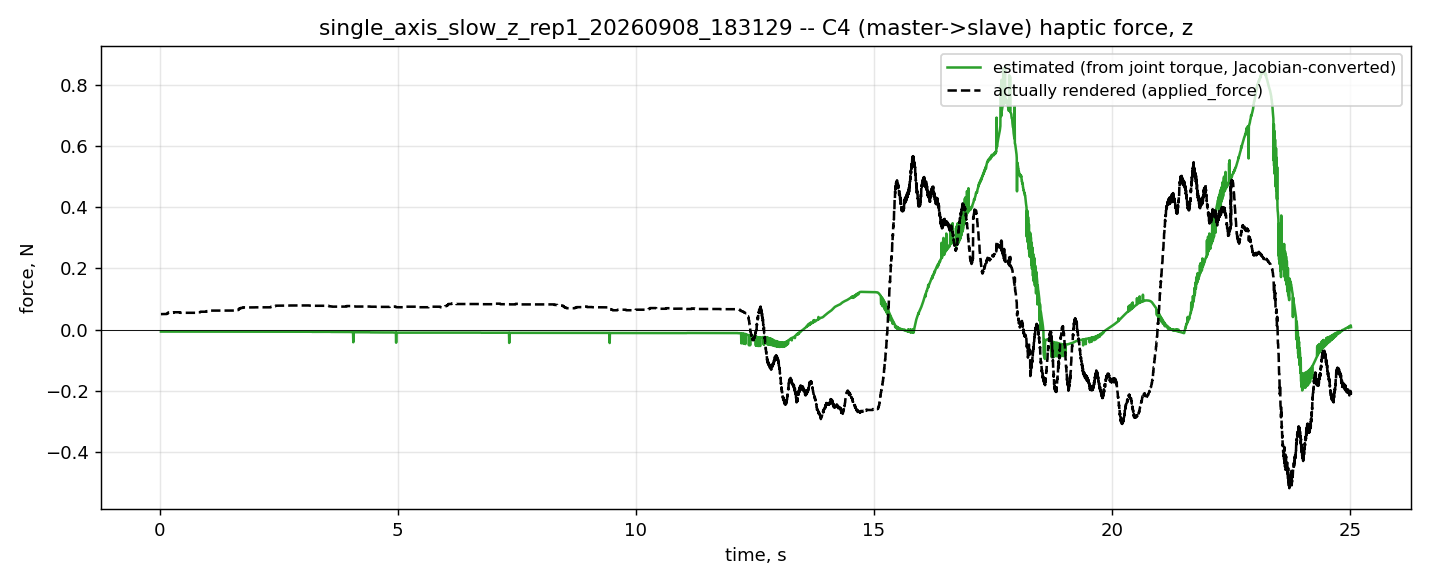 single_axis_slow_z_rep1_20260908_183129 -- C4 (master->slave) haptic force, z
estimated (from joint torque, Jacobian-converted)
actually rendered (applied_force)
force, N
0.8
0.6
0.4
0.2
0.0
−0.2
−0.4
0
5
10
15
20
25
time, s